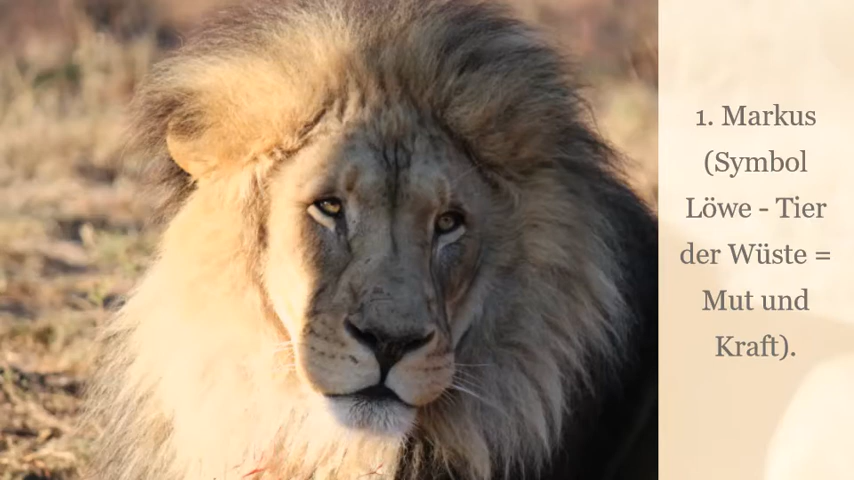 1. Markus
(Symbol
Löwe - Tier
der Wüste =
Mut und
Kraft).